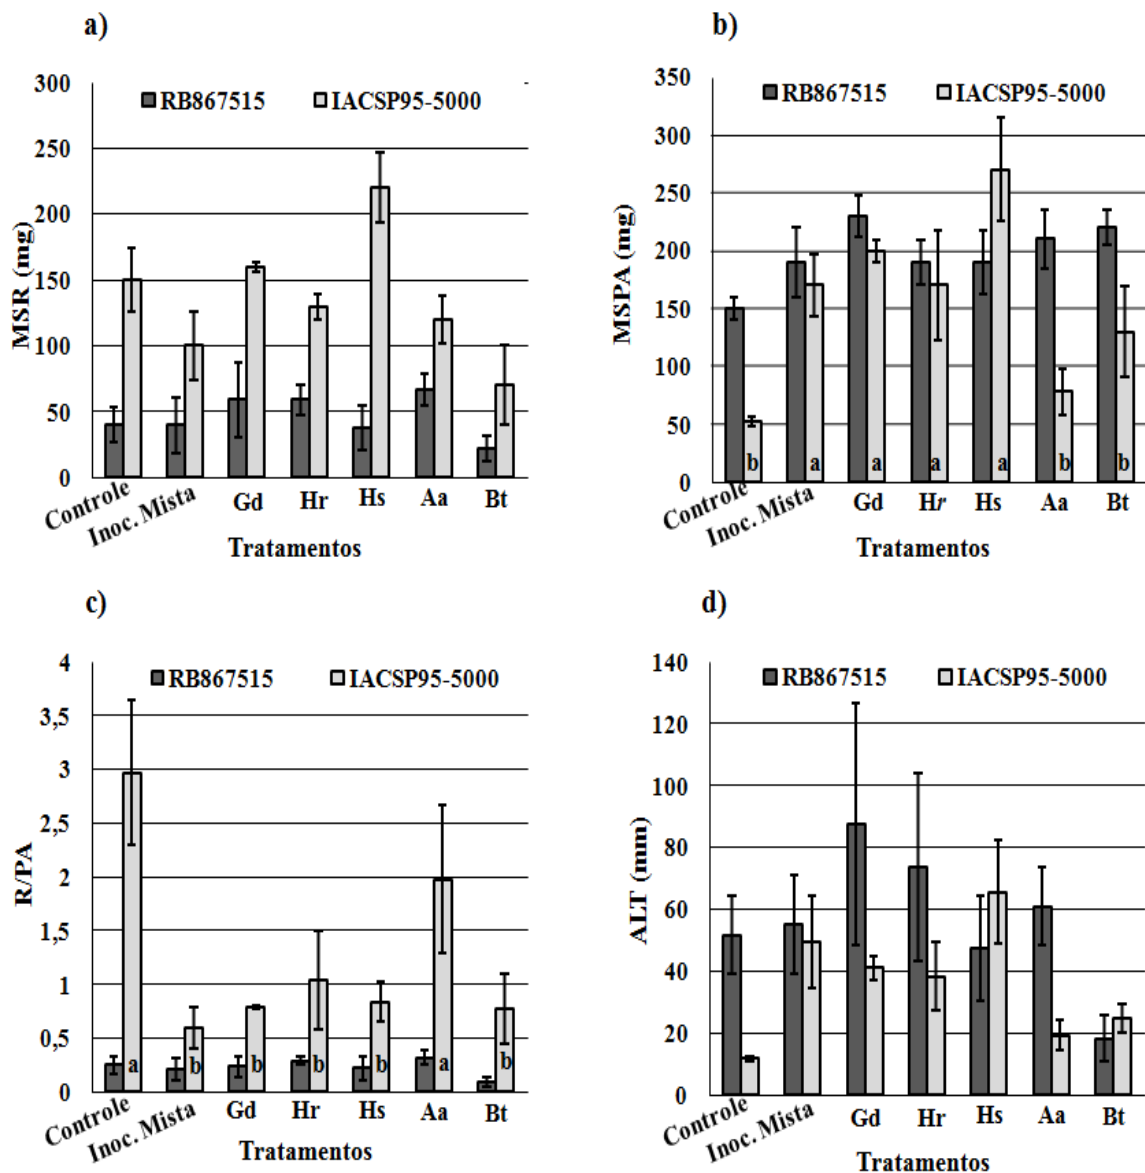 a)
300
250
200
150
100
50
0
MSR (mg)
RB867515 IACSP95-5000
Controle Inoc. Mista Gd Hr Hs Aa Bt
Tratamentos
b)
350
300
250
200
150
100
50
0
MSPA (mg)
RB867515 IACSP95-5000
b a a a a b b
Controle Inoc. Mista Gd Hr Hs Aa Bt
Tratamentos
c)
4
3,5
3
2,5
2
1,5
1
0,5
0
R/PA
RB867515 IACSP95-5000
a b b b b a b
Controle Inoc. Mista Gd Hr Hs Aa Bt
Tratamentos
d)
140
120
100
80
60
40
20
0
ALT (mm)
RB867515 IACSP95-5000
Controle Inoc. Mista Gd Hr Hs Aa Bt
Tratamentos